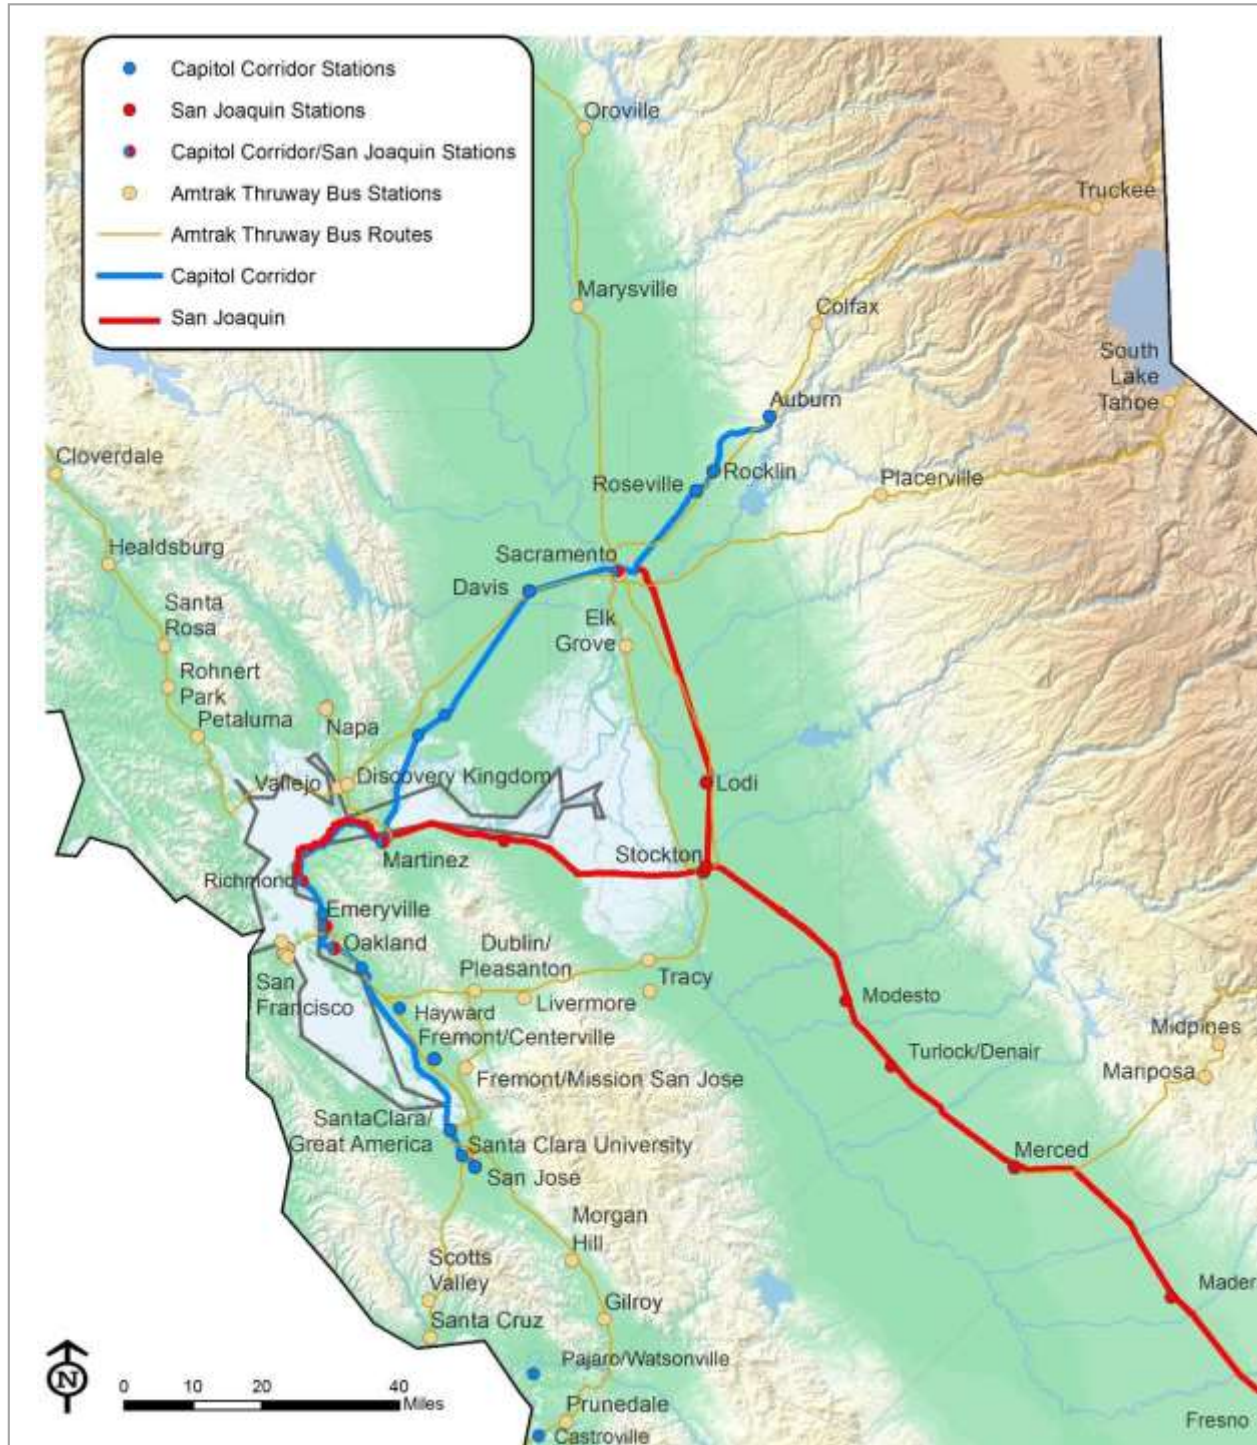 Capitol Corridor Stations
San Joaquin Stations
Capitol Corridor/San Joaquin Stations
Amtrak Thruway Bus Stations
Amtrak Thruway Bus Routes
Capitol Corridor
San Joaquin
Oroville
Truckee
Marysville
Colfax
South
Lake
Tahoe
Auburn
Cloverdale
Roseville
Rocklin
Placerville
Healdsburg
Sacramento
Davis
Santa
Rosa
Elk
Grove
Rohnert
Park
Petaluma
Napa
Vallejo
Discovery Kingdom
Lodi
Martinez
Stockton
Richmond
Emeryville
Oakland
Dublin/
Pleasanton
San
Francisco
Livermore
Tracy
Modesto
Hayward
Fremont/Centerville
Midpines
Turlock/Denair
Mariposa
Fremont/Mission San Jose
SantaClara/
Great America
Santa Clara University
Merced
San José
Morgan
Hill
Scotts
Valley
Mader
Gilroy
Santa Cruz
Pajaro/Watsonville
N
0 10 20 40
Miles
Prunedale
Fresno
Castroville